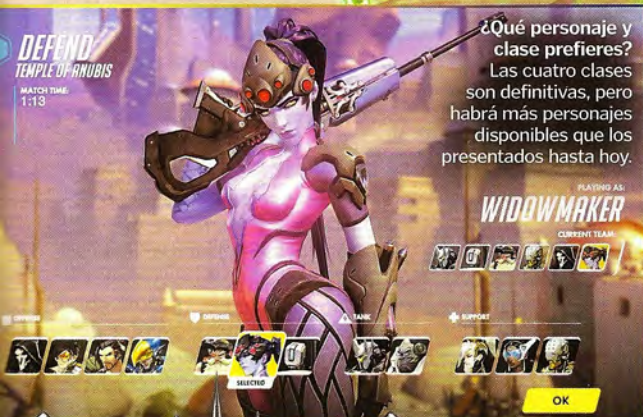 DEFEND
TEMPLE OF ANUBIS
MATCH TIME:
1:13
¿Qué personaje y
clase prefieres?
Las cuatro clases
son definitivas, pero
habrá más personajes
disponibles que los
presentados hasta hoy.
PLAYING AS:
WIDOWMAKER
CURRENT TEAM:
OFFENSE
DEFENSE
TANK
SUPPORT
SELECTED
OK